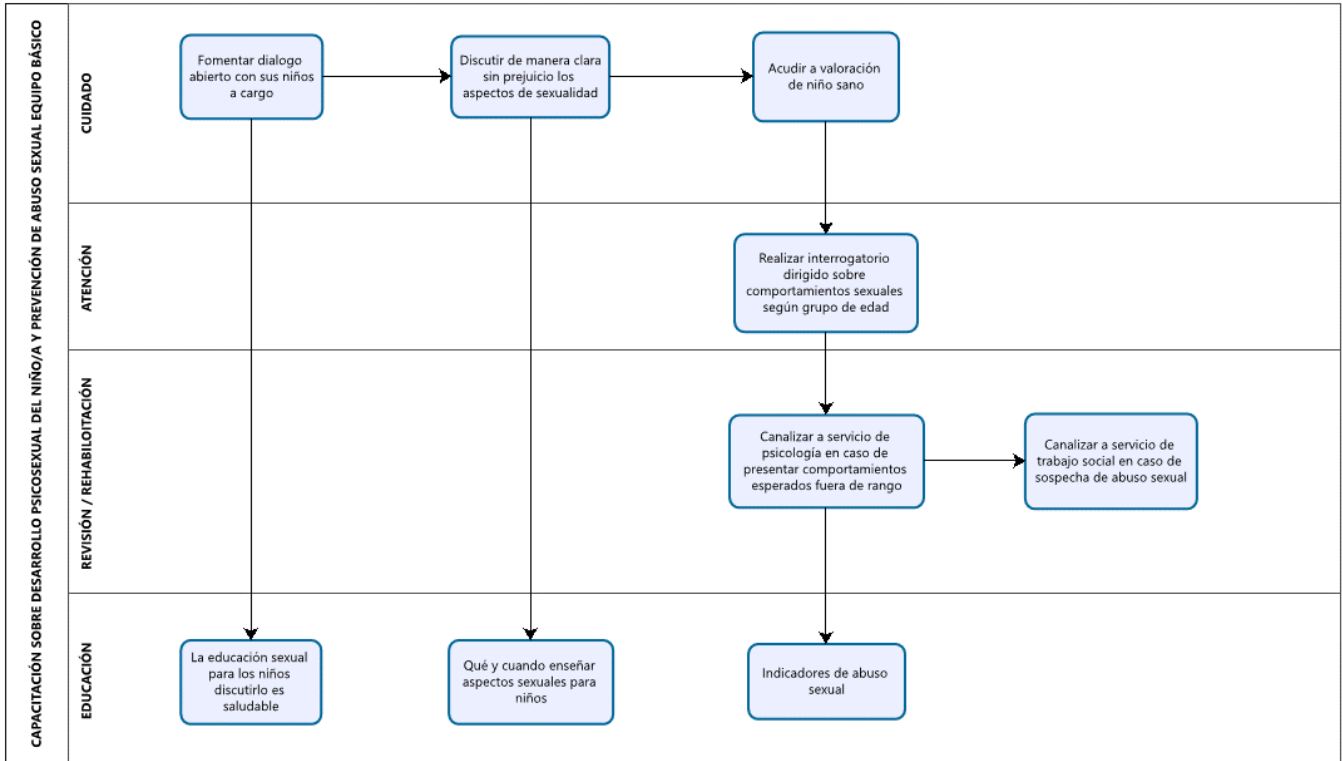 CAPACITACIÓN SOBRE DESARROLLO PSICOSEXUAL DEL NIÑO/A Y PREVENCIÓN DE ABUSO SEXUAL EQUIPO BÁSICO
CUIDADO
Fomentar dialogo
abierto con sus niños
a cargo
Discutir de manera clara
sin prejuicio los
aspectos de sexualidad
Acudir a valoración
de niño sano
ATENCIÓN
Realizar interrogatorio
dirigido sobre
comportamientos sexuales
según grupo de edad
REVISIÓN / REHABILOITACIÓN
Canalizar a servicio de
psicología en caso de
presentar comportamientos
esperados fuera de rango
Canalizar a servicio de
trabajo social en caso de
sospecha de abuso sexual
EDUCACIÓN
La educación sexual
para los niños
discutirlo es
saludable
Qué y cuando enseñar
aspectos sexuales para
niños
Indicadores de abuso
sexual